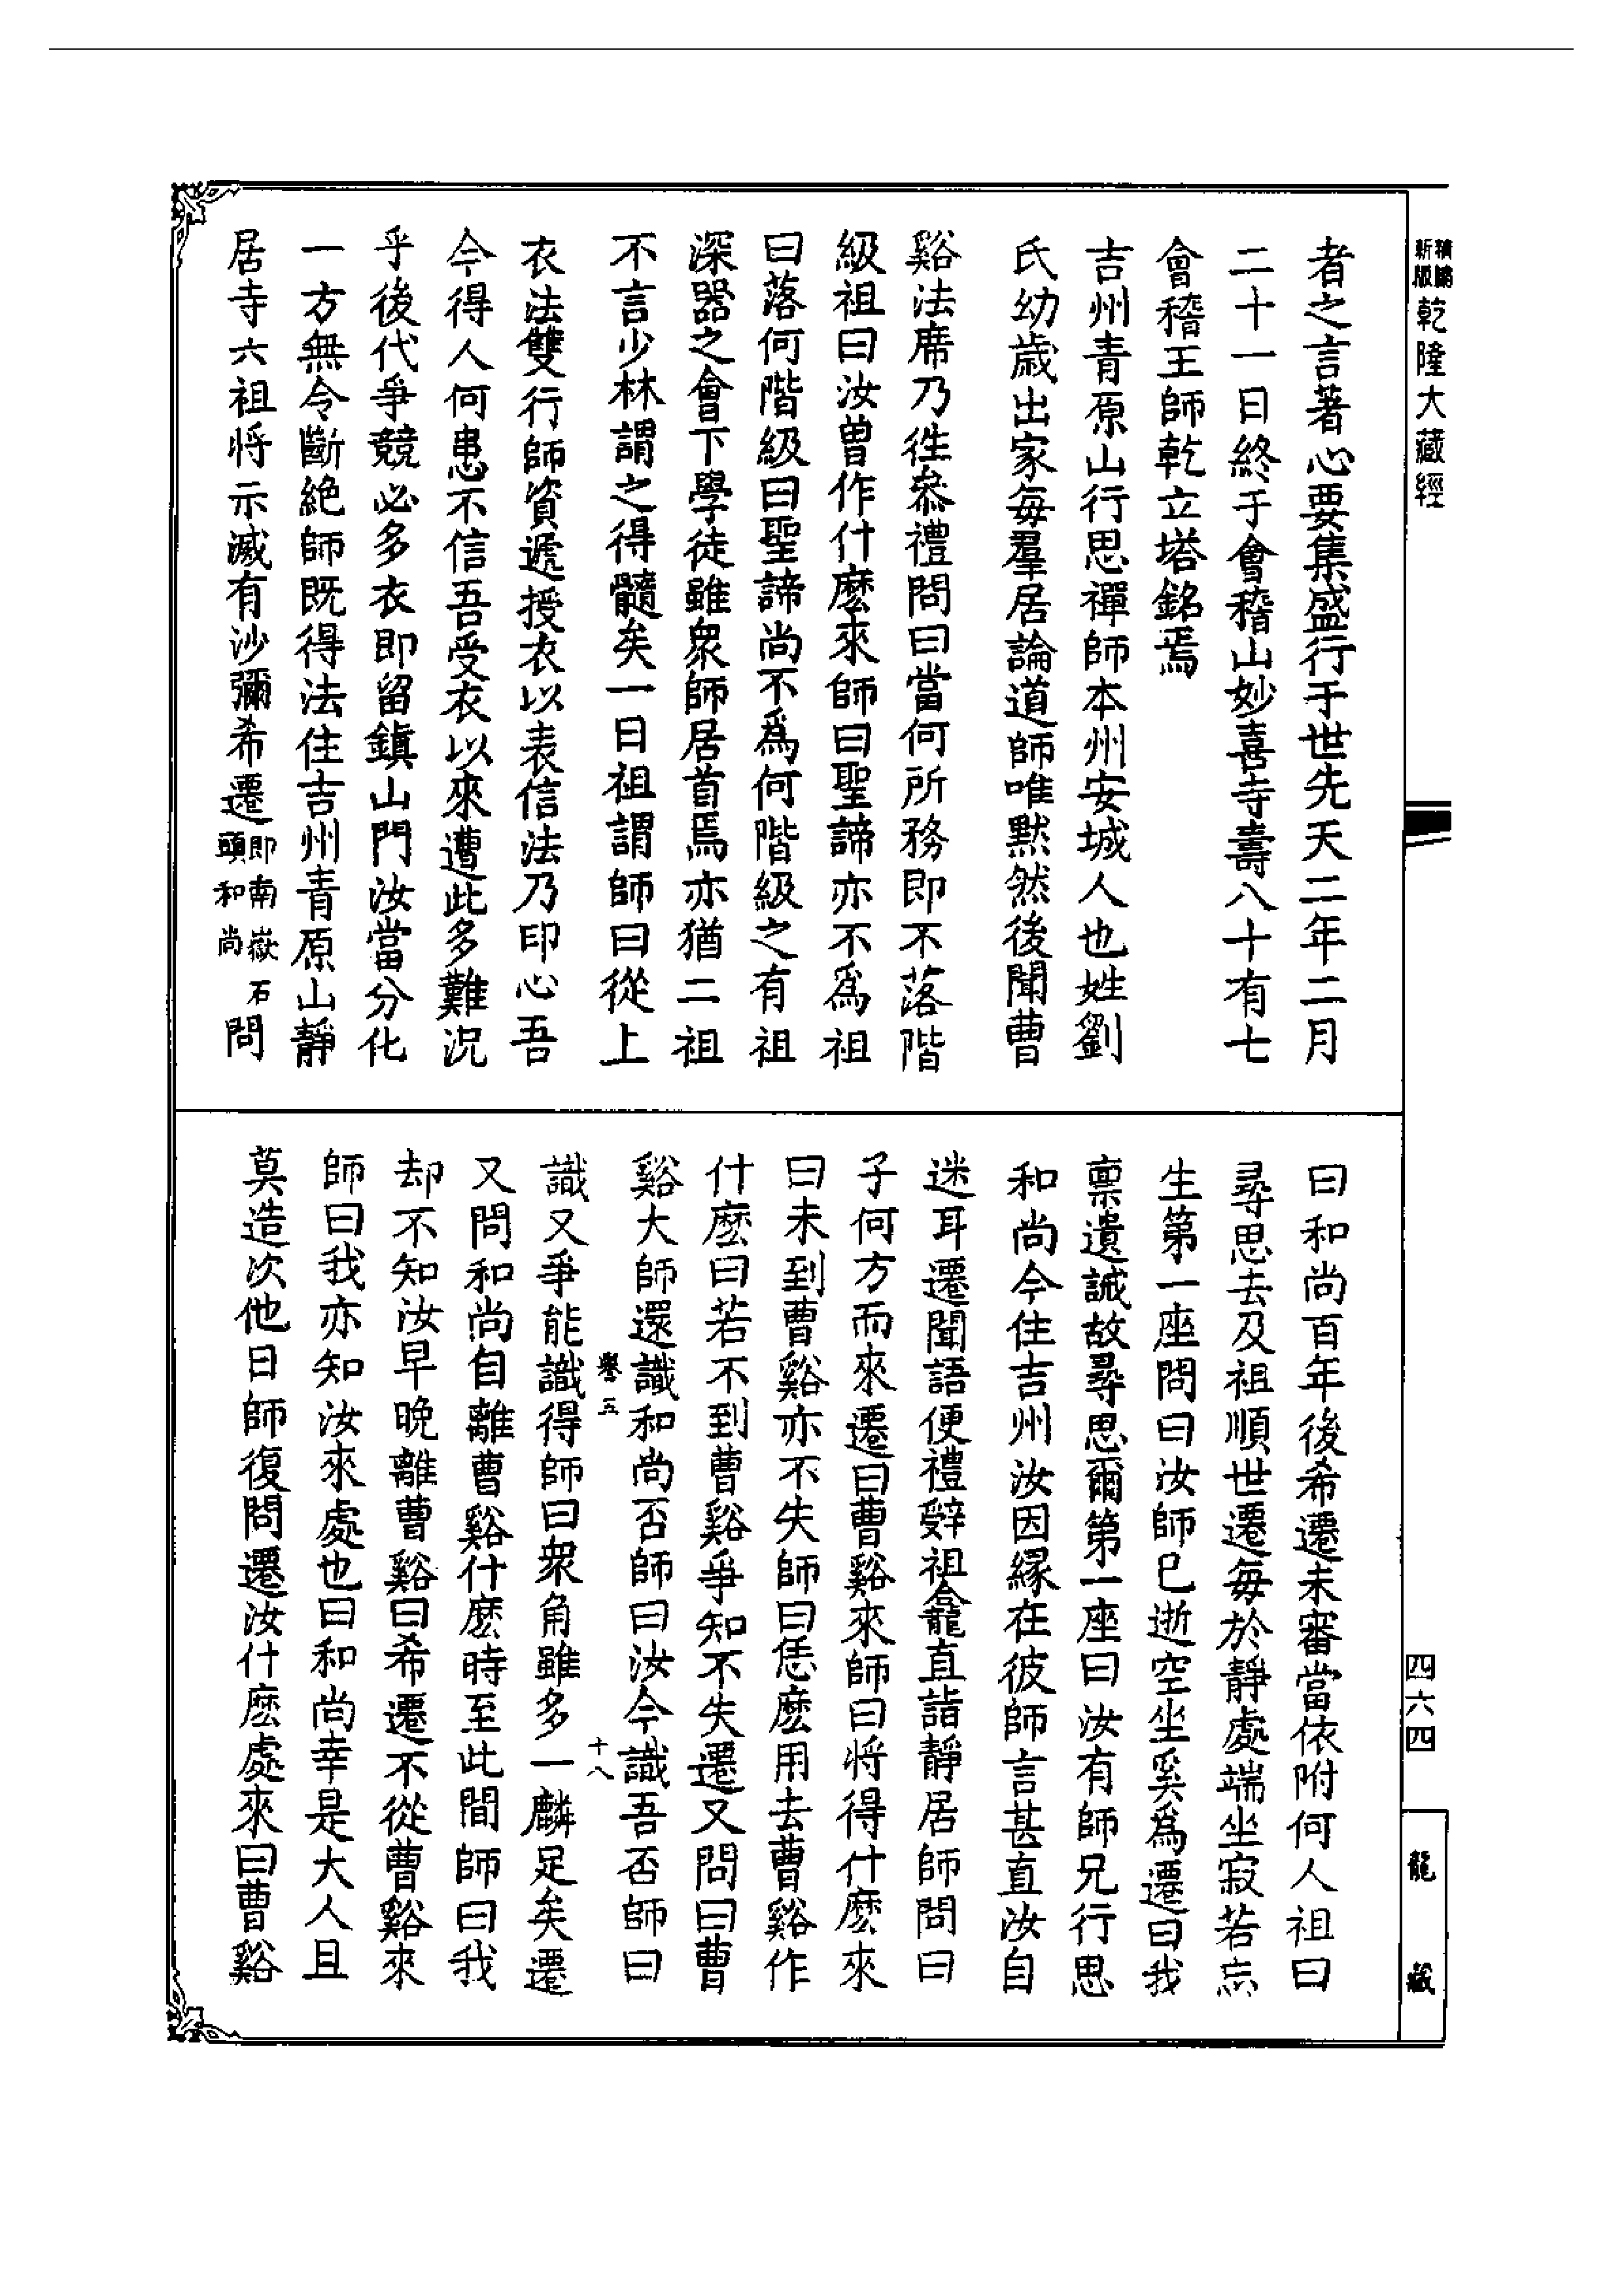 新版
精縮
乾隆大藏經
者之言著心要集盛行于世先天二年二月
二十一日終于會稽山妙喜寺壽八十有七
會稽王師乾立塔銘焉
吉州青原山行思禪師本州安城人也姓劉
氏幼歲出家每羣居論道師唯默然後聞曹
谿法席乃徃叅禮問曰當何所務即不落階
級祖曰汝曾作什麽來師曰聖諦亦不爲祖
曰落何階級曰聖諦尚不爲何階級之有祖
深器之會下學徒雖衆師居首焉亦猶二祖
不言少林謂之得髓矣一日祖謂師曰從上
衣法雙行師資遞授衣以表信法乃印心吾
今得人何患不信吾受衣以來遭此多難況
乎後代爭競必多衣即留鎮山門汝當分化
一方無令斷絶師既得法住吉州青原山靜
居寺六祖將示滅有沙彌希遷即南嶽石頭和尚問
曰和尚百年後希遷未審當依附何人祖曰
尋思去及祖順世遷每於靜處端坐寂若忘
生第一座問曰汝師已逝空坐奚爲遷曰我
禀遺誡故尋思爾第一座曰汝有師兄行思
和尚今住吉州汝因緣在彼師言甚直汝自
迷耳遷聞語便禮辭祖龕直詣靜居師問曰
子何方而來遷曰曹谿來師曰將得什麽來
曰未到曹谿亦不失師曰恁麽用去曹谿作
什麽曰若不到曹谿爭知不失遷又問曰曹
谿大師還識和尚否師曰汝今識吾否師曰
卷五
十八
識又爭能識得師曰衆角雖多一麟足矣遷
又問和尚自離曹谿什麽時至此間師曰我
却不知汝早晚離曹谿曰希遷不從曹谿來
師曰我亦知汝來處也曰和尚幸是大人且
莫造次他日師復問遷汝什麽處來曰曹谿
四六四
龍藏